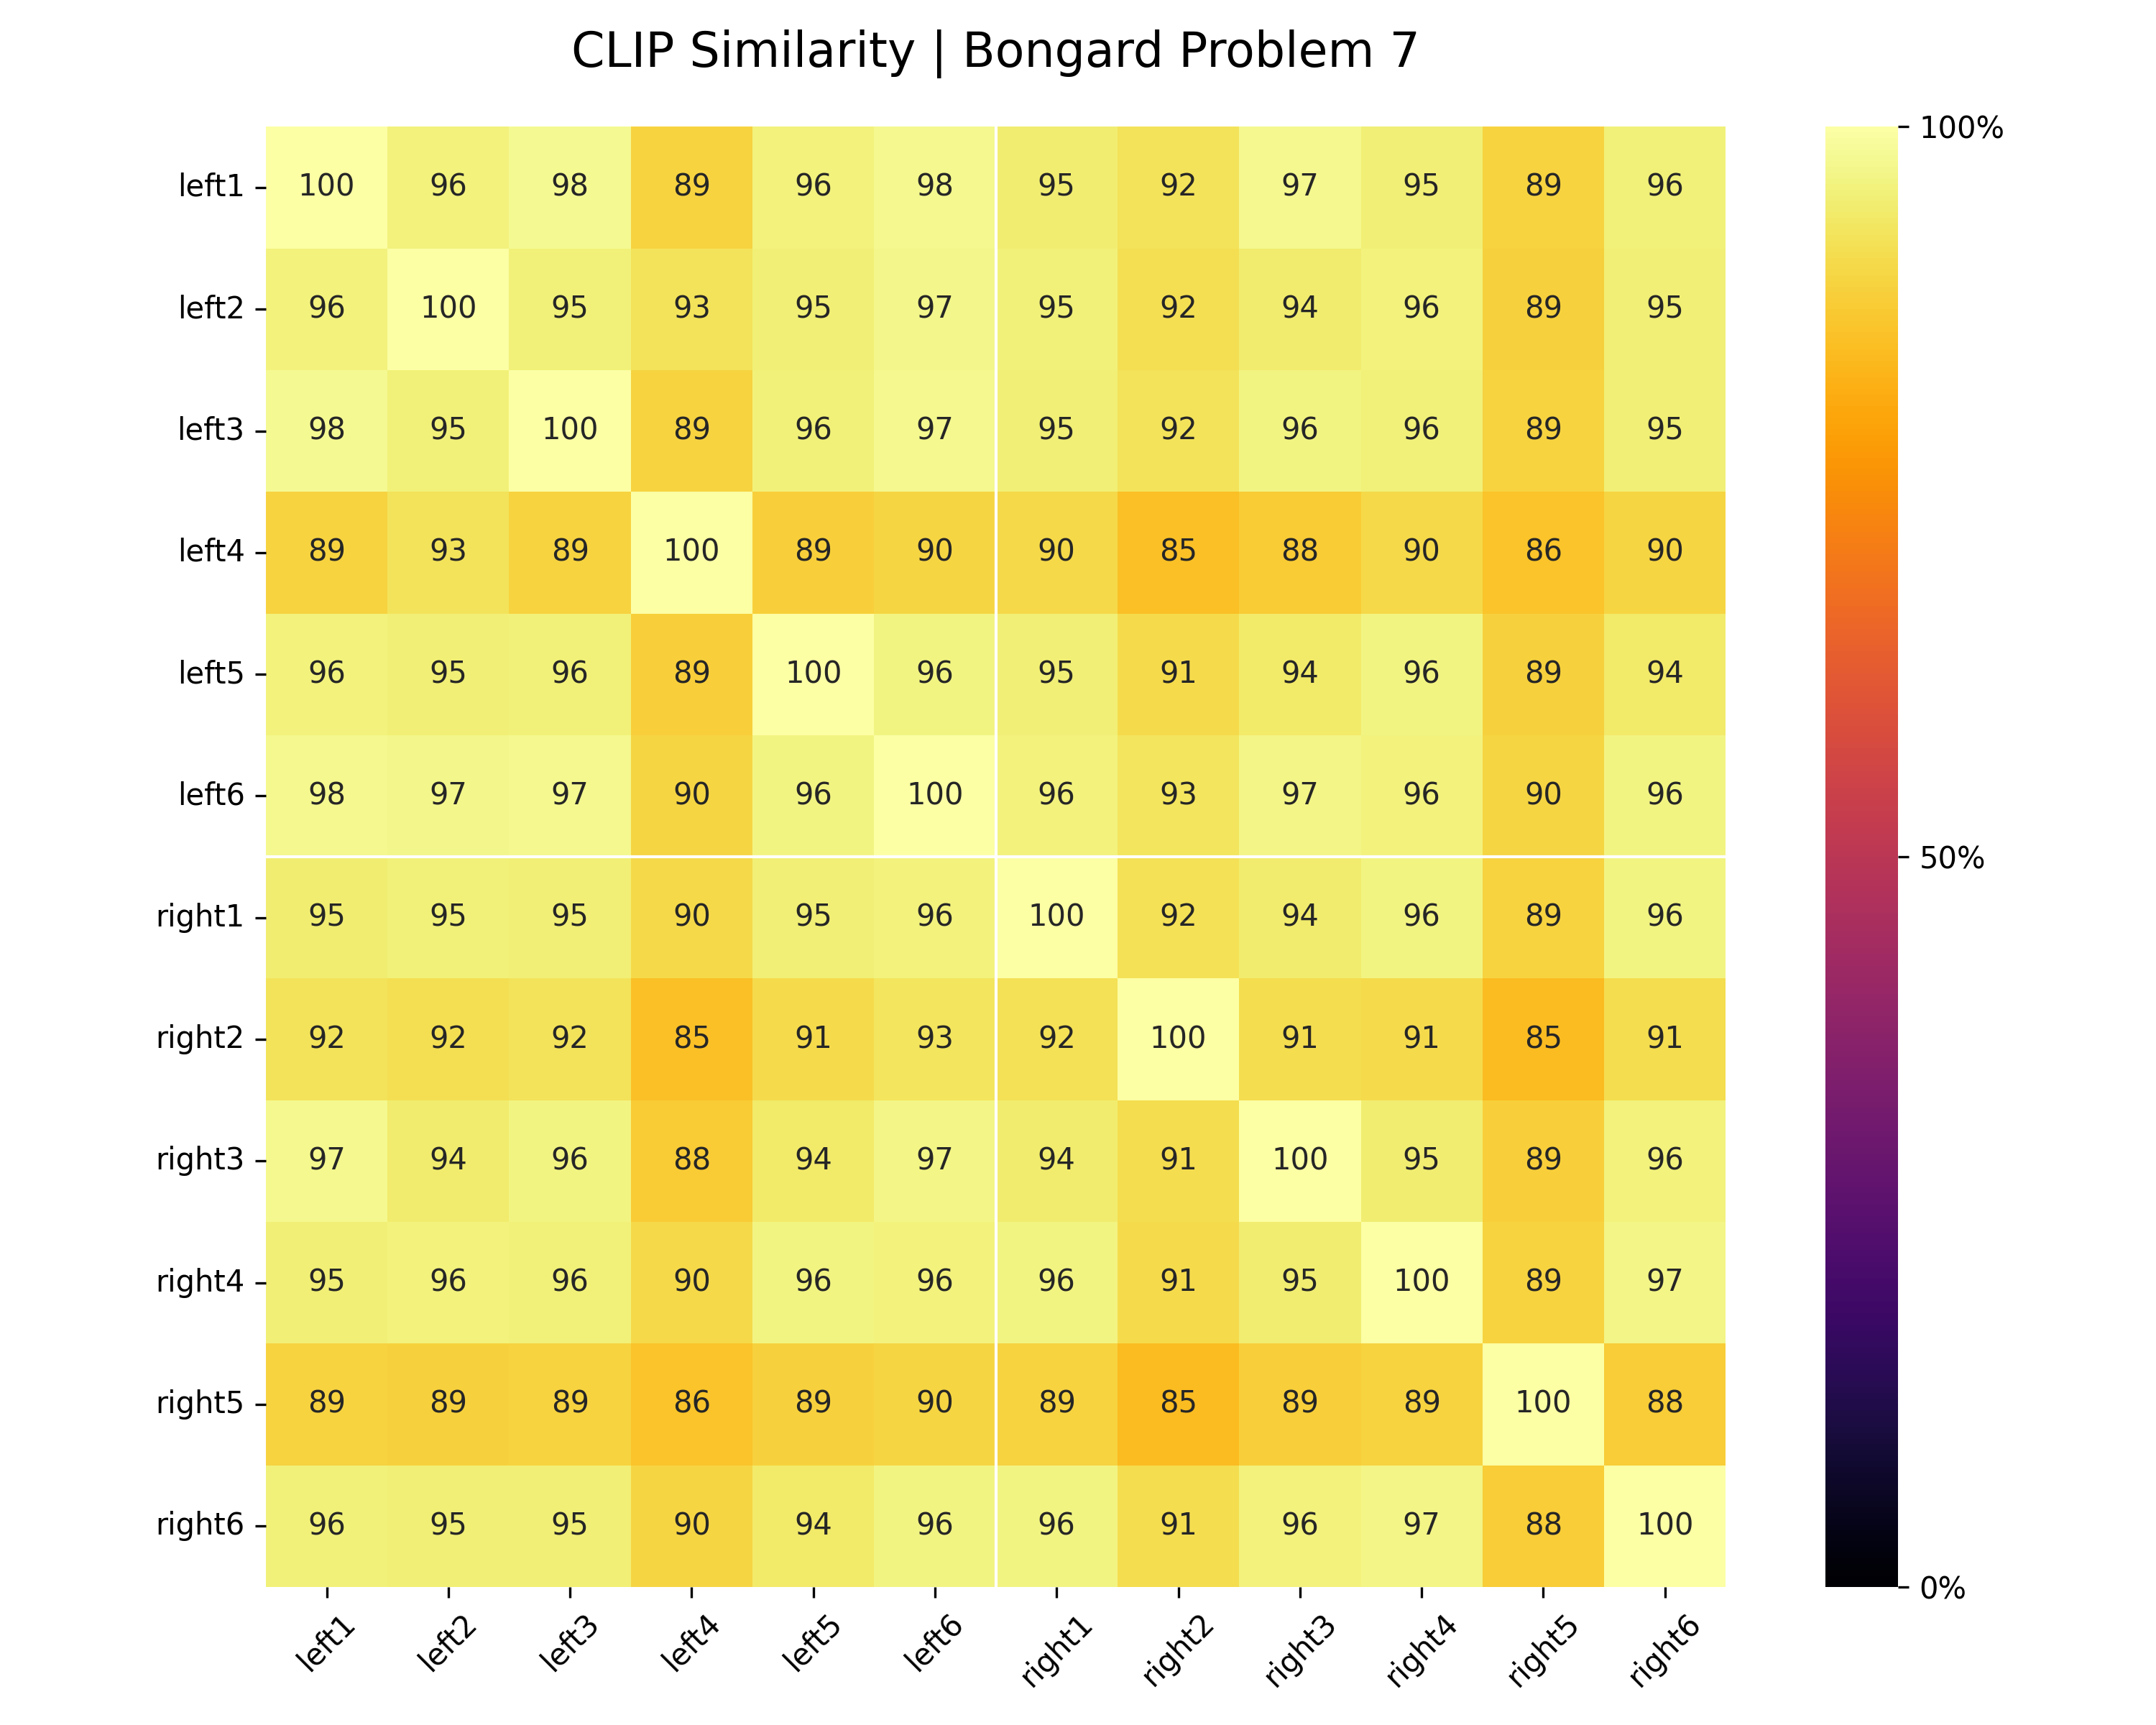 CLIP Similarity | Bongard Problem 7
left1 100 96 98 89 96 98 95 92 97 95 89 96
left2 96 100 95 93 95 97 95 92 94 96 89 95
left3 98 95 100 89 96 97 95 92 96 96 89 95
left4 89 93 89 100 89 90 90 85 88 90 86 90
left5 96 95 96 89 100 96 95 91 94 96 89 94
left6 98 97 97 90 96 100 96 93 97 96 90 96
right1 95 95 95 90 95 96 100 92 94 96 89 96
right2 92 92 92 85 91 93 92 100 91 91 85 91
right3 97 94 96 88 94 97 94 91 100 95 89 96
right4 95 96 96 90 96 96 96 91 95 100 89 97
right5 89 89 89 86 89 90 89 85 89 89 100 88
right6 96 95 95 90 94 96 96 91 96 97 88 100
left1 left2 left3 left4 left5 left6 right1 right2 right3 right4 right5 right6
100%
50%
0%